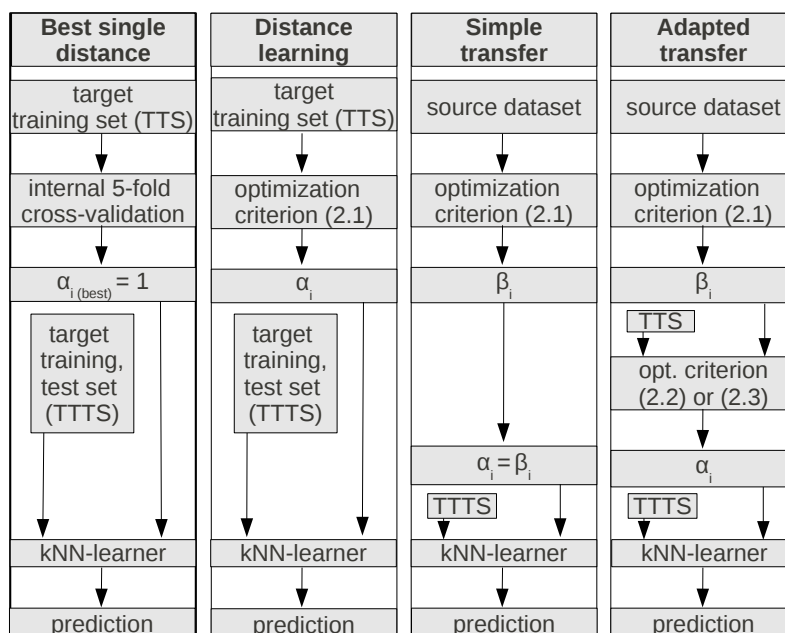 Best single
distance
target
training set (TTS)
internal 5-fold
cross-validation
α i (best) = 1
target
training,
test set
(TTTS)
kNN-learner
prediction
Distance
learning
target
training set (TTS)
optimization
criterion (2.1)
α i
target
training,
test set
(TTTS)
kNN-learner
prediction
Simple
transfer
source dataset
optimization
criterion (2.1)
β i
α i = β i
TTTS
kNN-learner
prediction
Adapted
transfer
source dataset
optimization
criterion (2.1)
β i
TTS
opt. criterion
(2.2) or (2.3)
α i
TTTS
kNN-learner
prediction